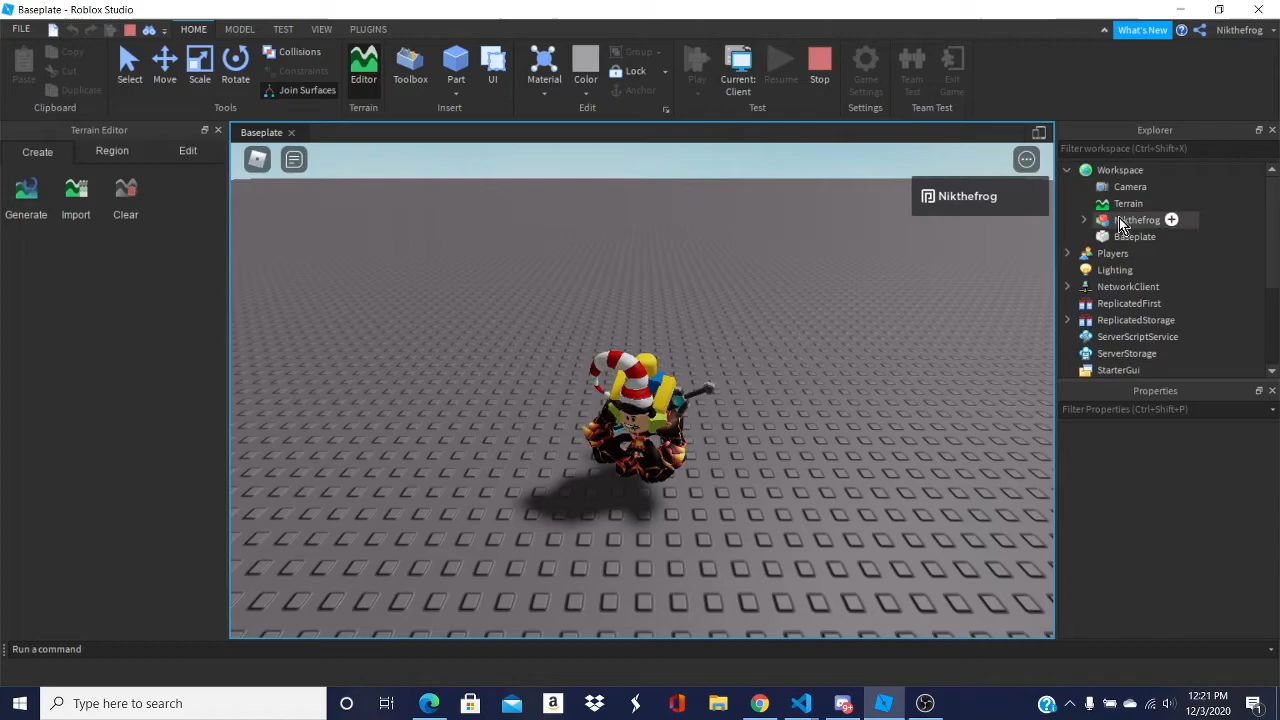 Baseplate - Roblox Studio
FILE HOME MODEL TEST VIEW PLUGINS What's New Nikthefrog
Paste Copy Cut Duplicate Clipboard
Select Move Scale Rotate Collisions Constraints Join Surfaces Tools
Editor Terrain
Toolbox Part UI Insert
Material Color Group Lock Anchor Edit
Play Current: Client Resume Stop Test
Game Settings Settings
Team Test Exit Game Team Test
Terrain Editor
Create Region Edit
Generate Import Clear
Baseplate
Nikthefrog
Explorer
Filter workspace (Ctrl+Shift+X)
Workspace
Camera
Terrain
Nikthefrog
Baseplate
Players
Lighting
NetworkClient
ReplicatedFirst
ReplicatedStorage
ServerScriptService
ServerStorage
StarterGui
Properties
Filter Properties (Ctrl+Shift+P)
Run a command
Type here to search
12:21 PM
12/3/2020